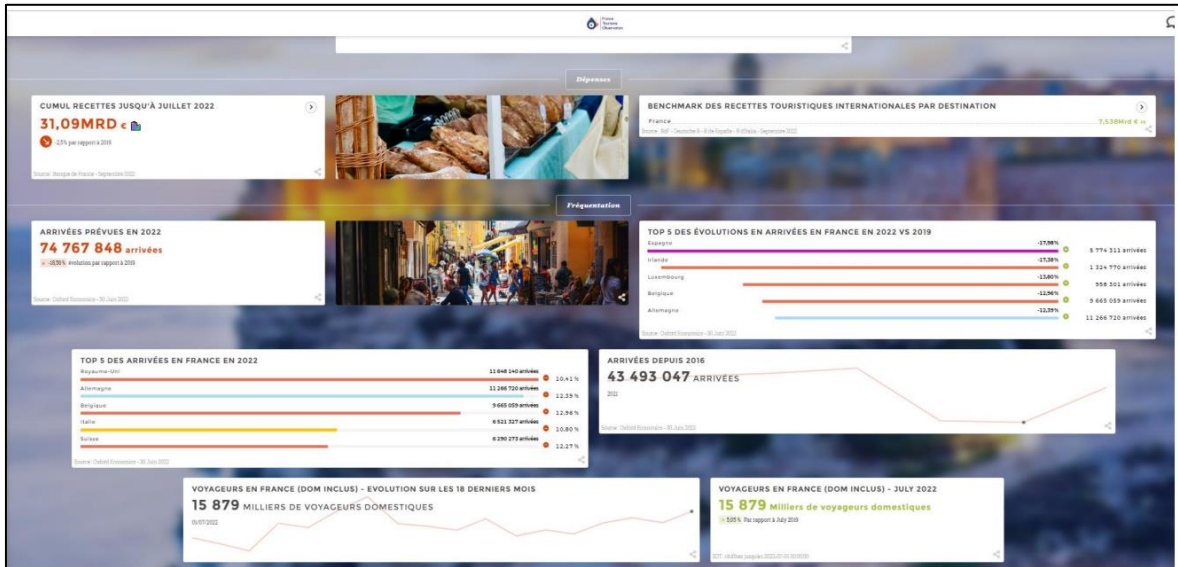 France
Tourisme
Observation
Dépenses
CUMUL RECETTES JUSQU'À JUILLET 2022
31,09MRD €
-2,5% par rapport à 2019
Source : Banque de France - Septembre 2022
BENCHMARK DES RECETTES TOURISTIQUES INTERNATIONALES PAR DESTINATION
France 7,538Mrd €
Fréquentation
ARRIVÉES PRÉVUES EN 2022
74 767 848 arrivées
évolution par rapport à 2019
Source : Oxford Economics - 30 Juin 2022
TOP 5 DES ÉVOLUTIONS EN ARRIVÉES EN FRANCE EN 2022 VS 2019
Espagne -17,98% 5 774 311 arrivées
Irlande -17,38% 1 324 770 arrivées
Luxembourg -13,80% 958 301 arrivées
Belgique -12,96% 9 665 059 arrivées
Allemagne -12,39% 11 266 720 arrivées
Source : Oxford Economics - 30 Juin 2022
TOP 5 DES ARRIVÉES EN FRANCE EN 2022
Royaume-Uni 11 648 140 arrivées 10,41 %
Allemagne 11 266 720 arrivées 12,39 %
Belgique 9 665 059 arrivées 12,96 %
Italie 6 521 327 arrivées 10,80 %
Suisse 6 290 273 arrivées 12,27 %
Source : Oxford Economics - 30 Juin 2022
ARRIVÉES DEPUIS 2016
43 493 047 ARRIVÉES
2021
Source : Oxford Economics - 30 Juin 2022
VOYAGEURS EN FRANCE (DOM INCLUS) - EVOLUTION SUR LES 18 DERNIERS MOIS
15 879 MILLIERS DE VOYAGEURS DOMESTIQUES
01/07/2022
VOYAGEURS EN FRANCE (DOM INCLUS) - JULY 2022
15 879 Milliers de voyageurs domestiques
Par rapport à July 2019